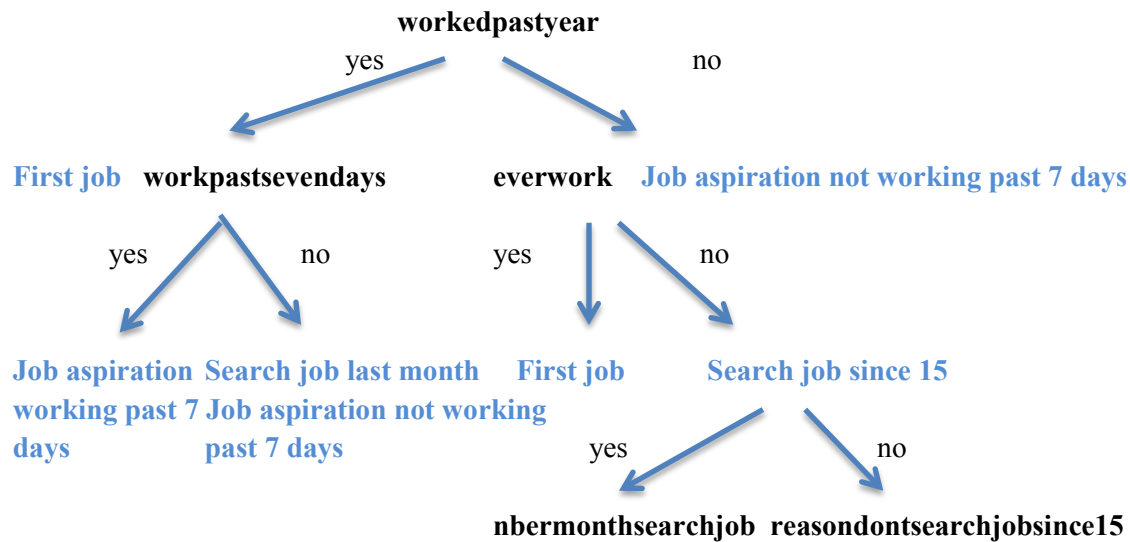 workedpastyear
yes no
First job workpastsevendays everwork Job aspiration not working past 7 days
yes no yes no
Job aspiration Search job last month First job Search job since 15
working past 7 Job aspiration not working
days past 7 days
yes no
nbermonthsearchjob reasondontsearchjobsince15